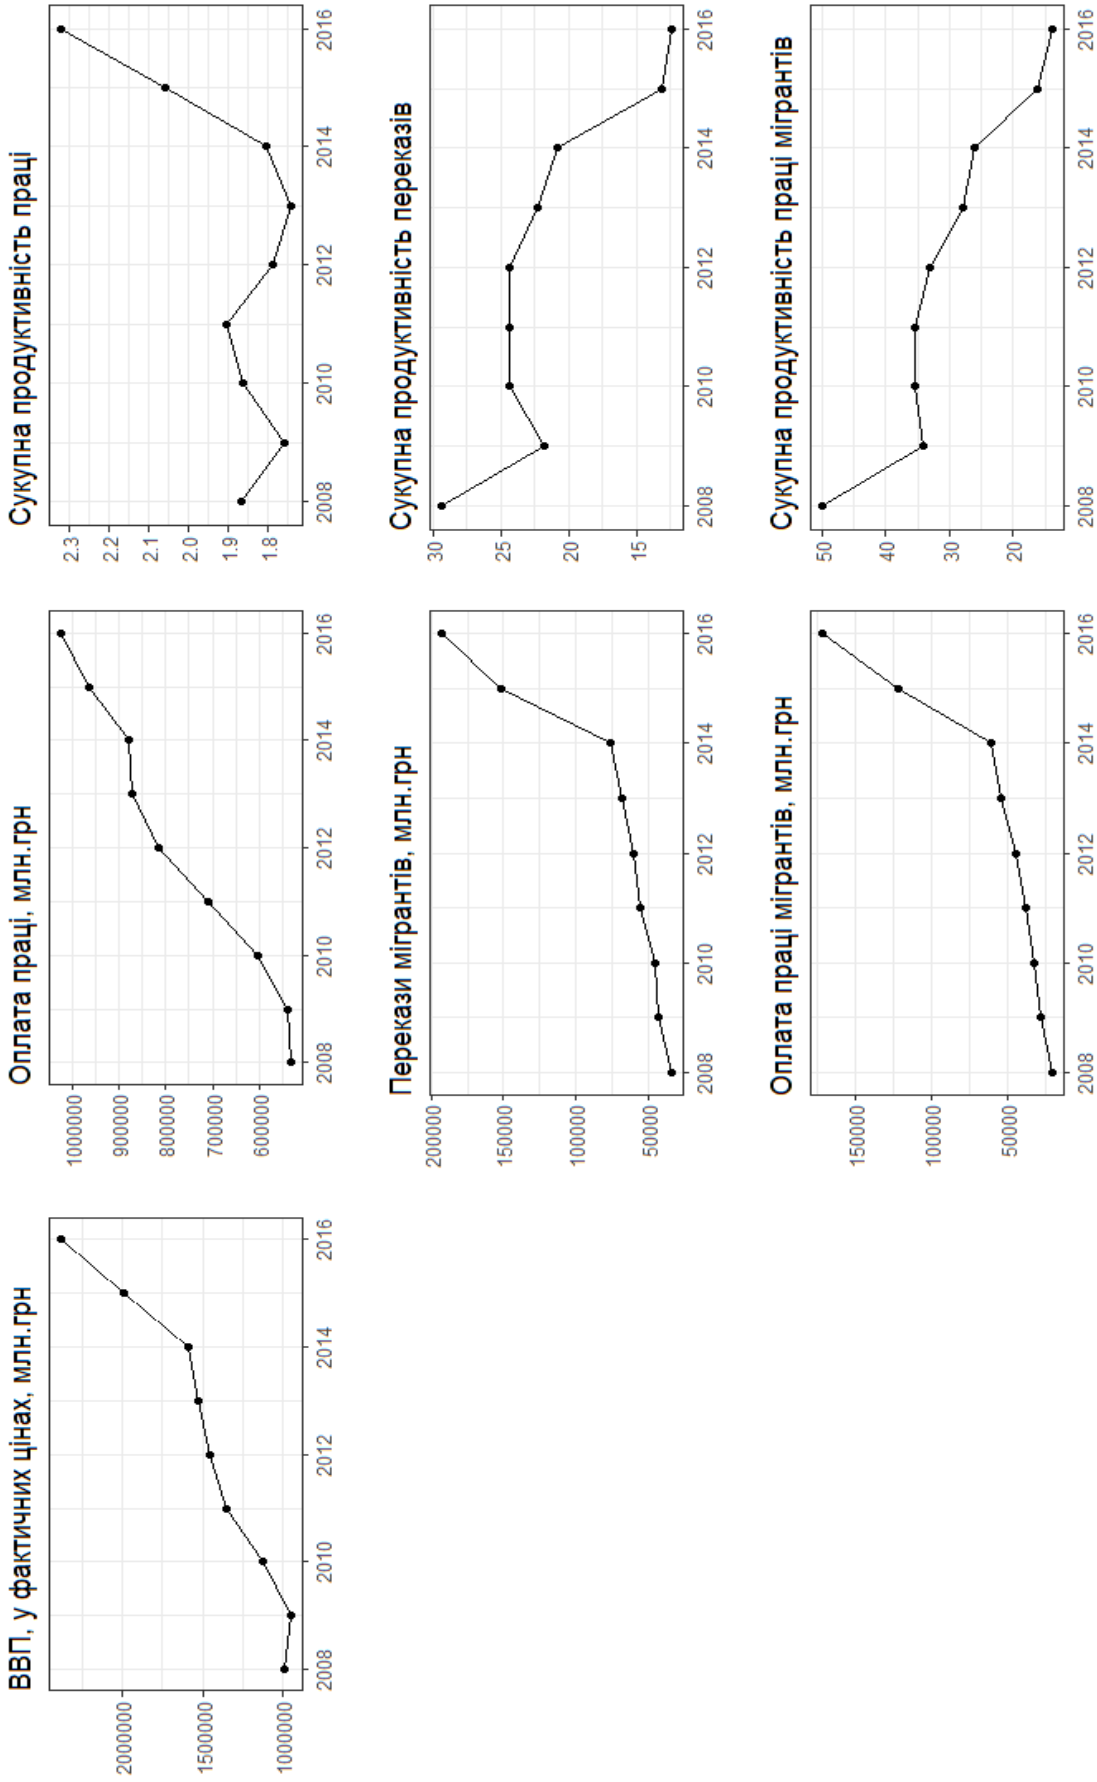 ВВП, у фактичних цінах, млн.грн
2000000
1500000
1000000
2008 2010 2012 2014 2016
Оплата праці, млн.грн
1000000
900000
800000
700000
600000
2008 2010 2012 2014 2016
Сукупна продуктивність праці
2.3
2.2
2.1
2.0
1.9
1.8
2008 2010 2012 2014 2016
Перекази мігрантів, млн.грн
200000
150000
100000
50000
2008 2010 2012 2014 2016
Сукупна продуктивність переказів
30
25
20
15
2008 2010 2012 2014 2016
Оплата праці мігрантів, млн.грн
150000
100000
50000
2008 2010 2012 2014 2016
Сукупна продуктивність праці мігрантів
50
40
30
20
2008 2010 2012 2014 2016